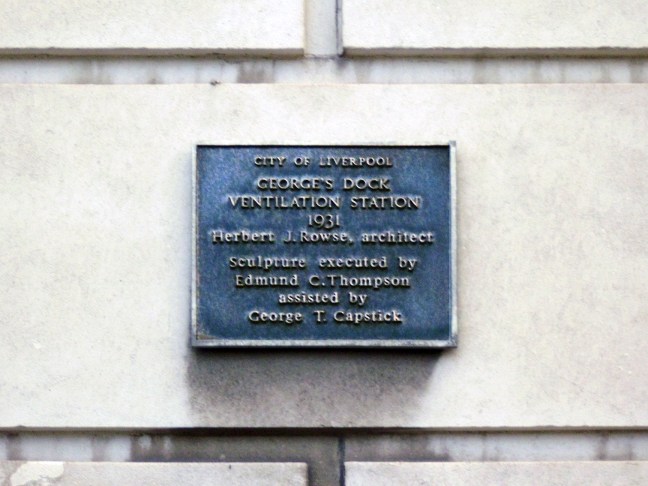 CITY OF LIVERPOOL
GEORGE'S DOCK
VENTILATION STATION
1931
Herbert J. Rowse, architect
Sculpture executed by
Edmund C. Thompson
assisted by
George T. Capstick